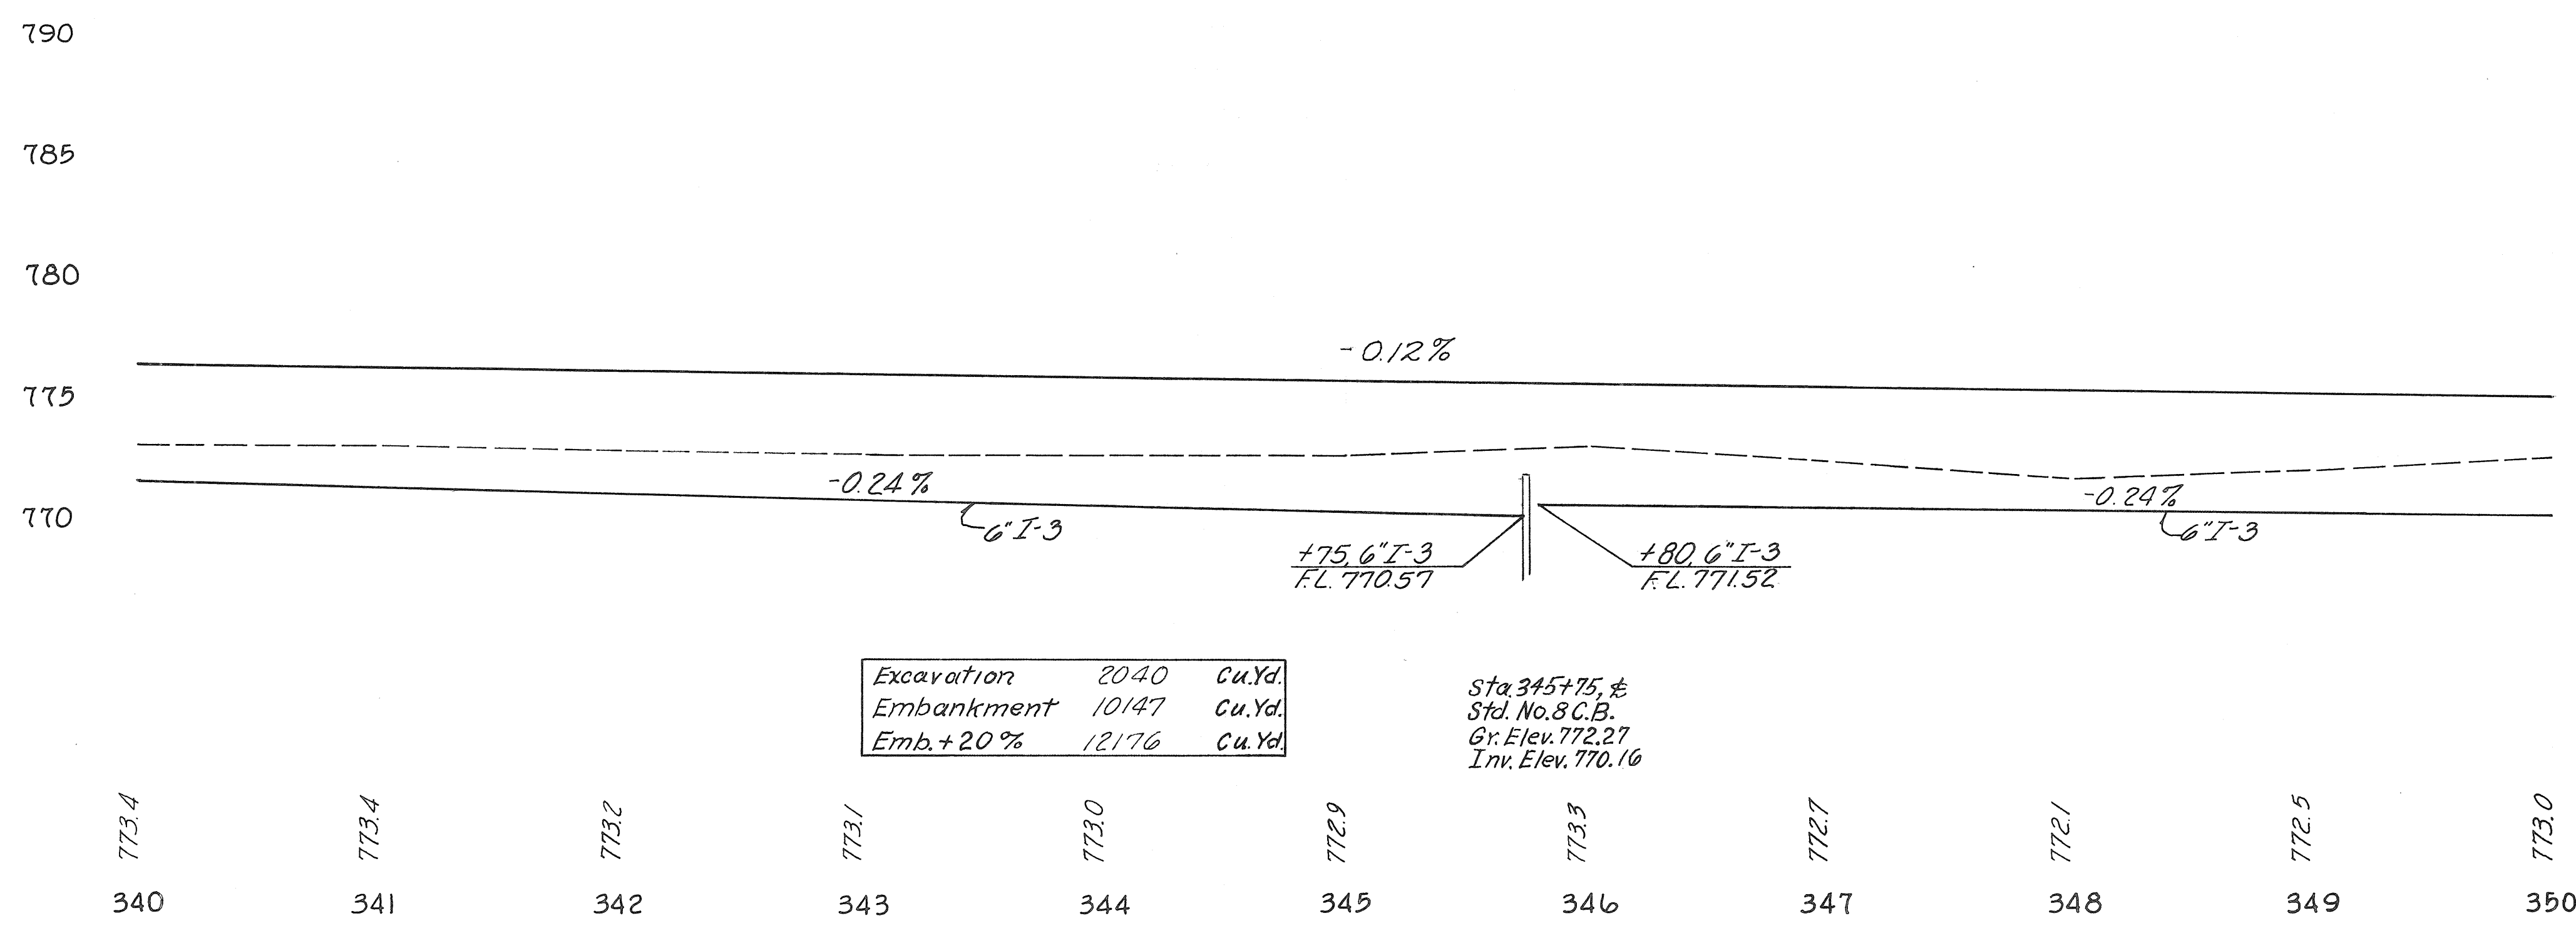 790
785
780
- 0.12%
775
-0.24%
-0.24%
770
6" I-3
6" I-3
+75, 6" I-3
F.L. 770.57
+80, 6" I-3
F.L. 771.52
Excavation 2040 Cu.Yd.
Embankment 10147 Cu.Yd.
Emb. + 20% 12176 Cu.Yd.
Sta. 345+75, ℄
Std. No. 8 C.B.
Gr. Elev. 772.27
Inv. Elev. 770.16
773.4 773.4 773.2 773.1 773.0 772.9 773.3 772.7 772.1 772.5 773.0
340 341 342 343 344 345 346 347 348 349 350